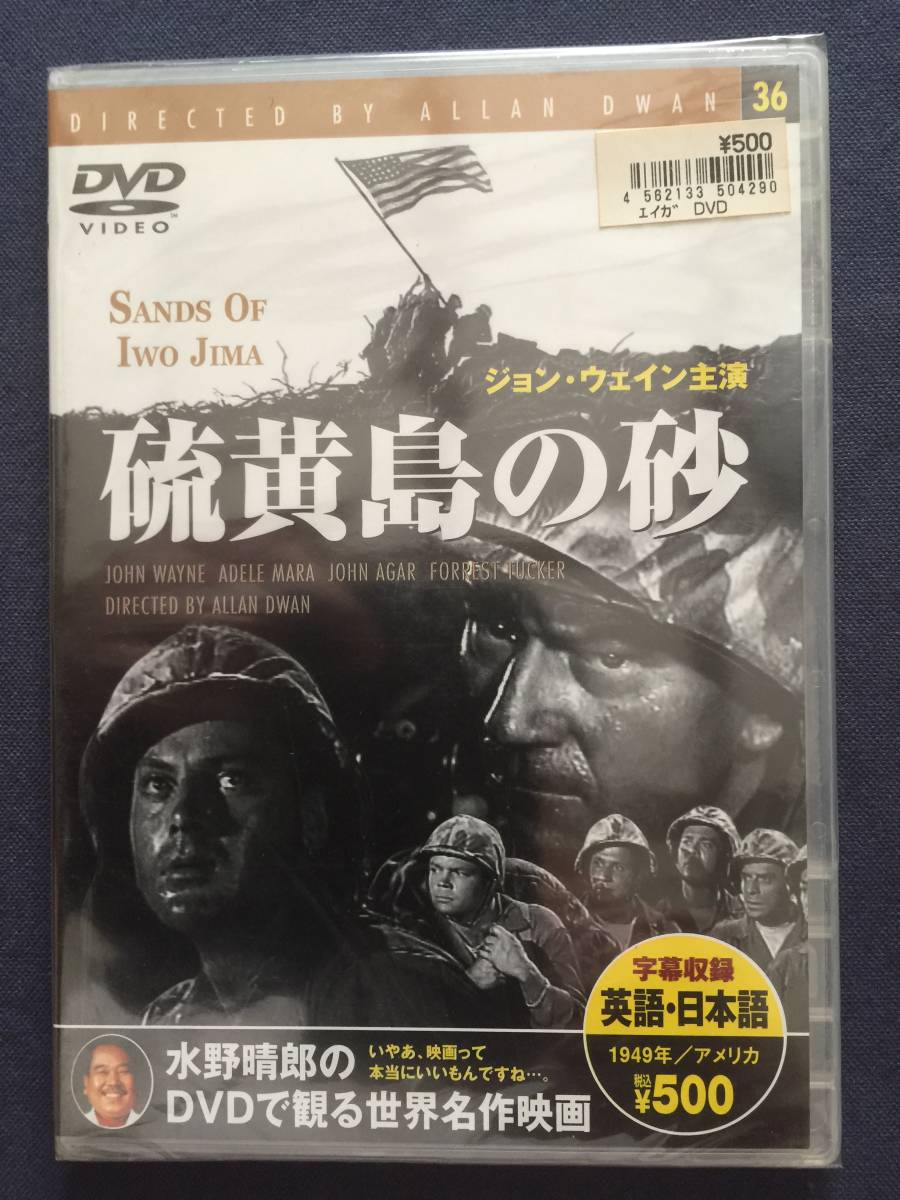 DIRECTED BY ALLAN DWAN
36
¥500
4 562133 504290
ｴｲｶﾞ DVD
DVD
VIDEO™
SANDS OF
IWO JIMA
ジョン・ウェイン主演
硫黄島の砂
JOHN WAYNE ADELE MARA JOHN AGAR FORREST TUCKER
DIRECTED BY ALLAN DWAN
字幕収録
英語・日本語
1949年／アメリカ
税込
¥500
水野晴郎の
いやあ、映画って
本当にいいもんですね…。
DVDで観る世界名作映画